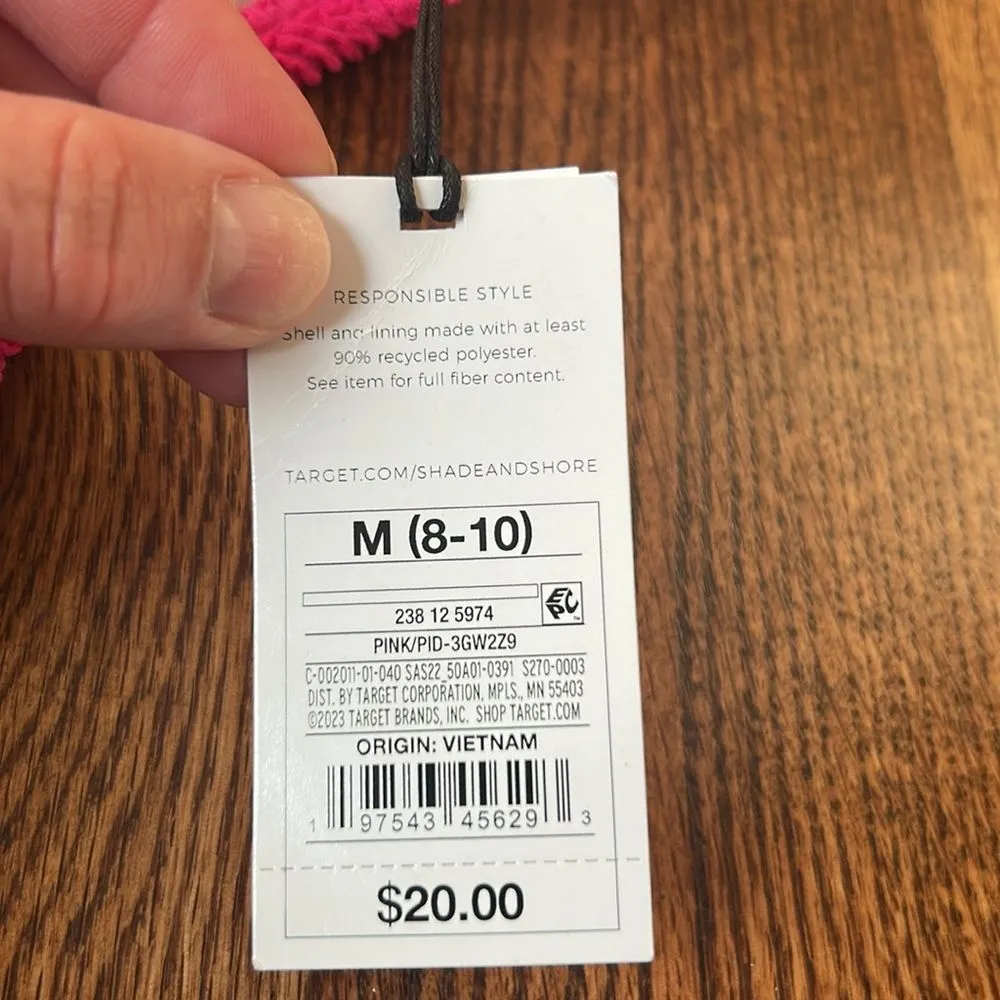 RESPONSIBLE STYLE
Shell and lining made with at least
90% recycled polyester.
See item for full fiber content.
TARGET.COM/SHADEANDSHORE
M (8-10)
EPC™
238 12 5974
PINK/PID-3GW2Z9
C-002011-01-040 SAS22_50A01-0391 S270-0003
DIST. BY TARGET CORPORATION, MPLS., MN 55403
©2023 TARGET BRANDS, INC. SHOP TARGET.COM
ORIGIN: VIETNAM
1 97543 45629 3
$20.00